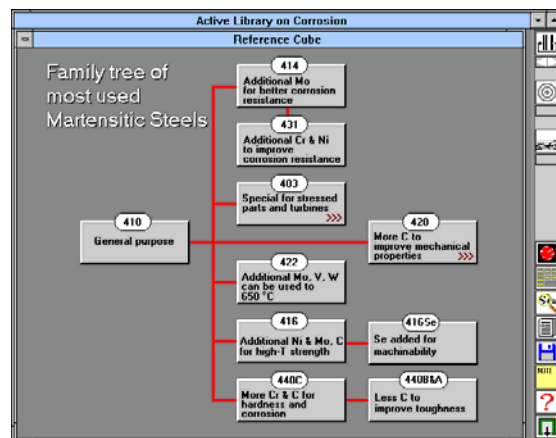 Active Library on Corrosion
Reference Cube
Family tree of
most used
Martensitic Steels
414
Additional Mo
for better corrosion
resistance
431
Additional Cr & Ni
to improve
corrosion resistance
403
Special for stressed
parts and turbines
>>>
410
General purpose
420
More C to
improve mechanical
properties >>>
422
Additional Mo, V, W
can be used to
650 °C
416
Additional Ni & Mo, C
for high-T strength
416Se
Se added for
machinability
440C
More Cr & C for
hardness and
corrosion
440B&A
Less C to
improve toughness
NOTE
?